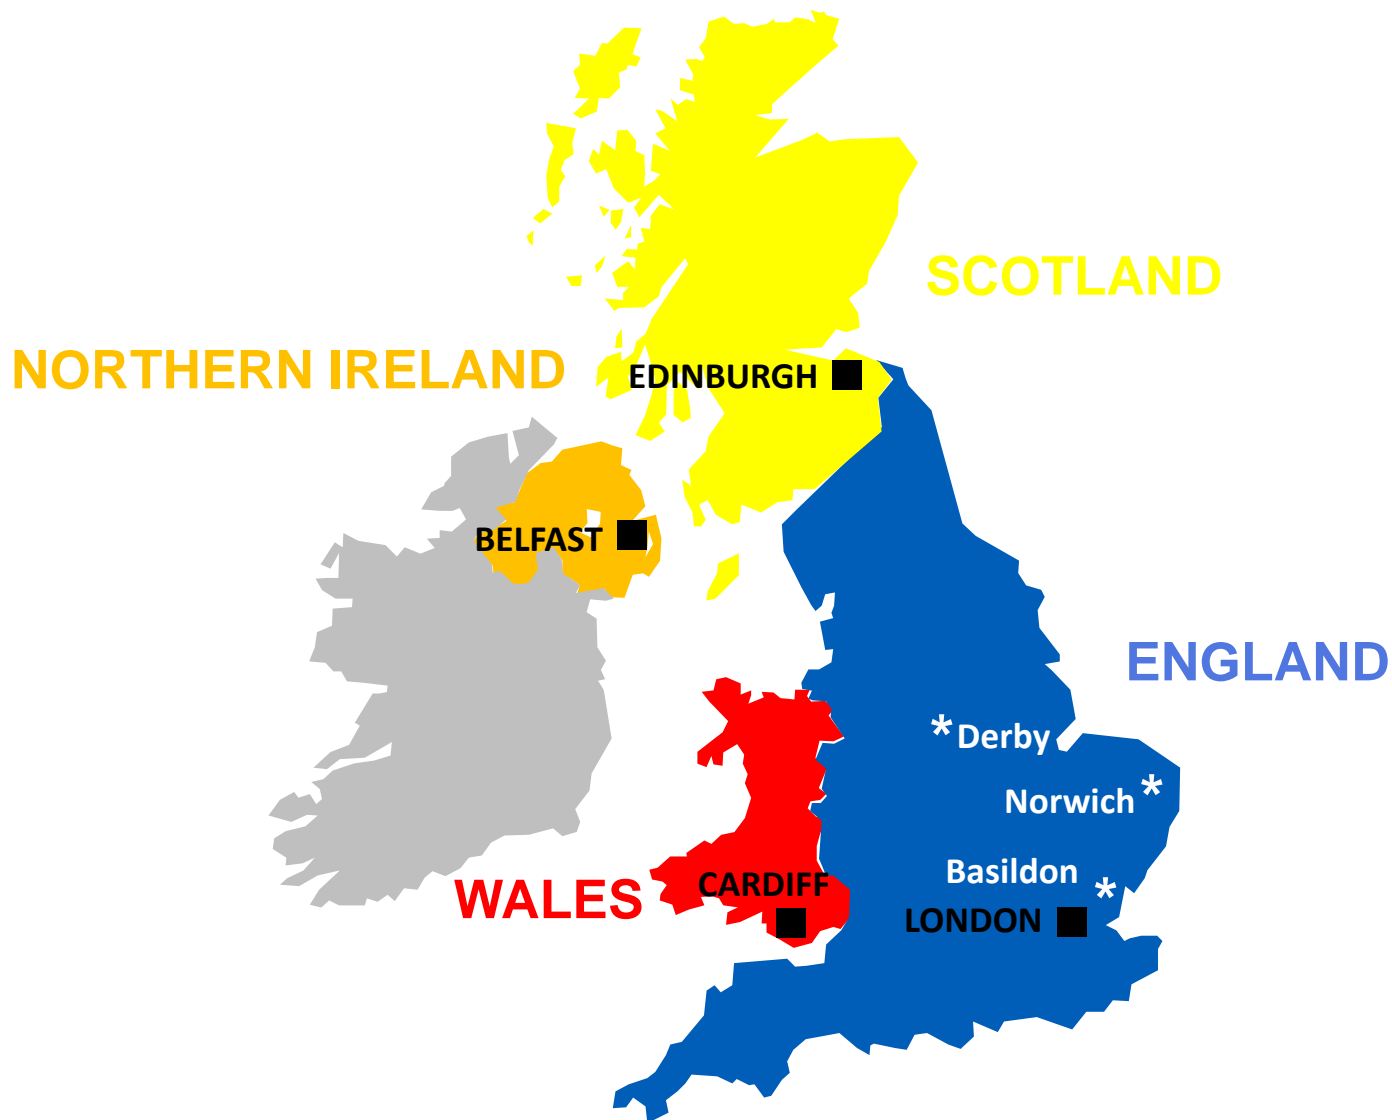 SCOTLAND
NORTHERN IRELAND
EDINBURGH
BELFAST
ENGLAND
* Derby
Norwich *
Basildon *
WALES
CARDIFF
LONDON